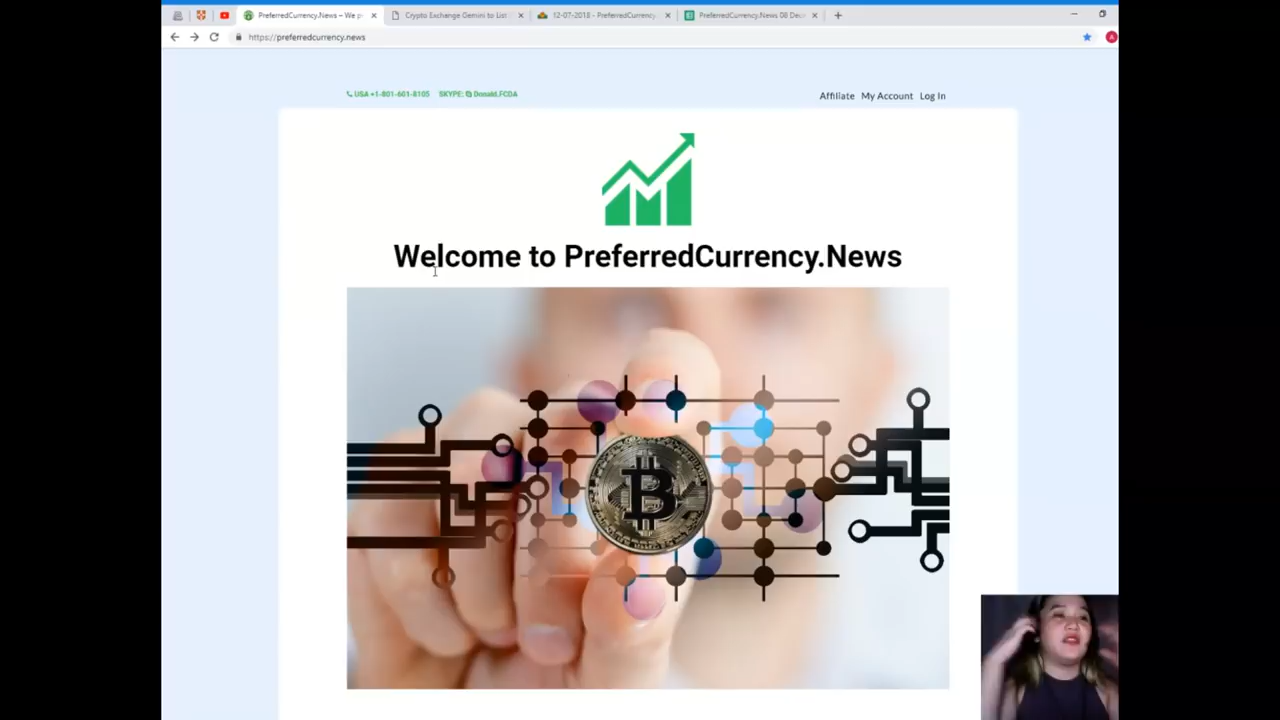 PreferredCurrency.News – We p
Crypto Exchange Gemini to List
12-07-2018 - PreferredCurrency
PreferredCurrency.News 08 Dec
https://preferredcurrency.news
USA +1-801-601-8105 SKYPE: Donald.FCDA
Affiliate My Account Log In
Welcome to PreferredCurrency.News